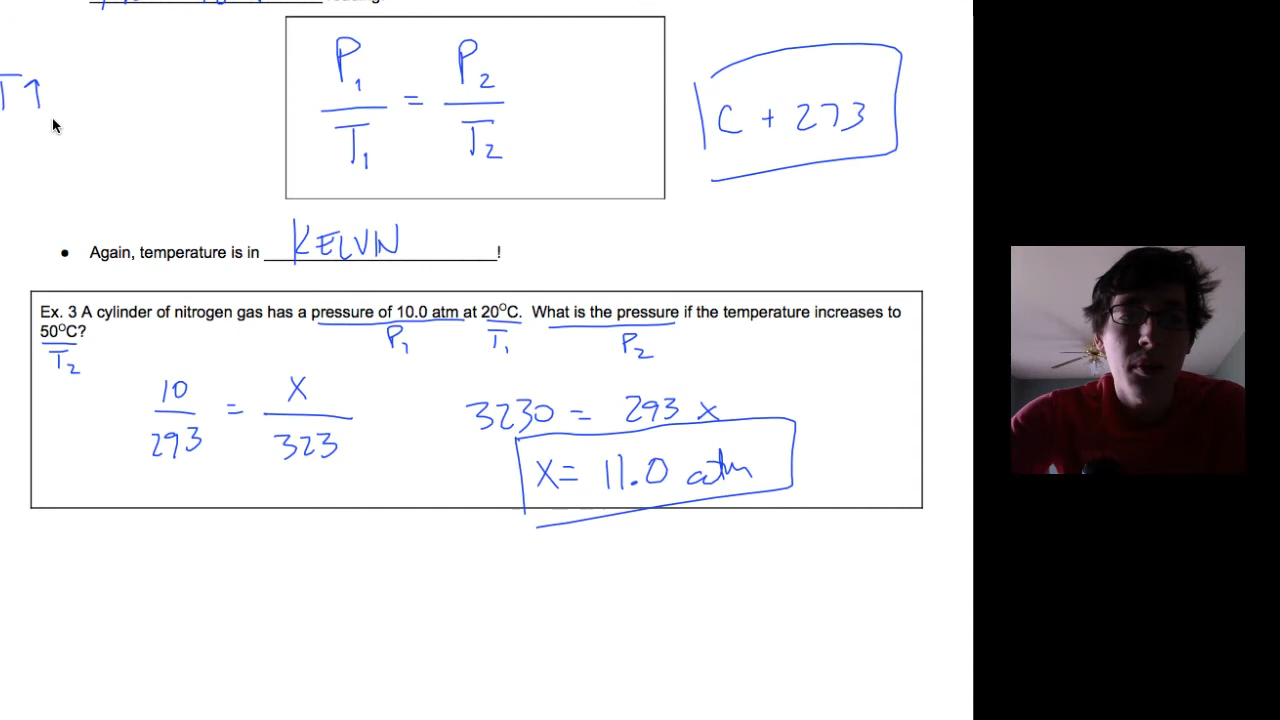 T↑
P₁/T₁ = P₂/T₂
C + 273
• Again, temperature is in KELVIN !
Ex. 3 A cylinder of nitrogen gas has a pressure of 10.0 atm at 20⁰C. What is the pressure if the temperature increases to
50⁰C?
P₁ T₁ P₂
T₂
10/293 = X/323
3230 = 293 x
X = 11.0 atm